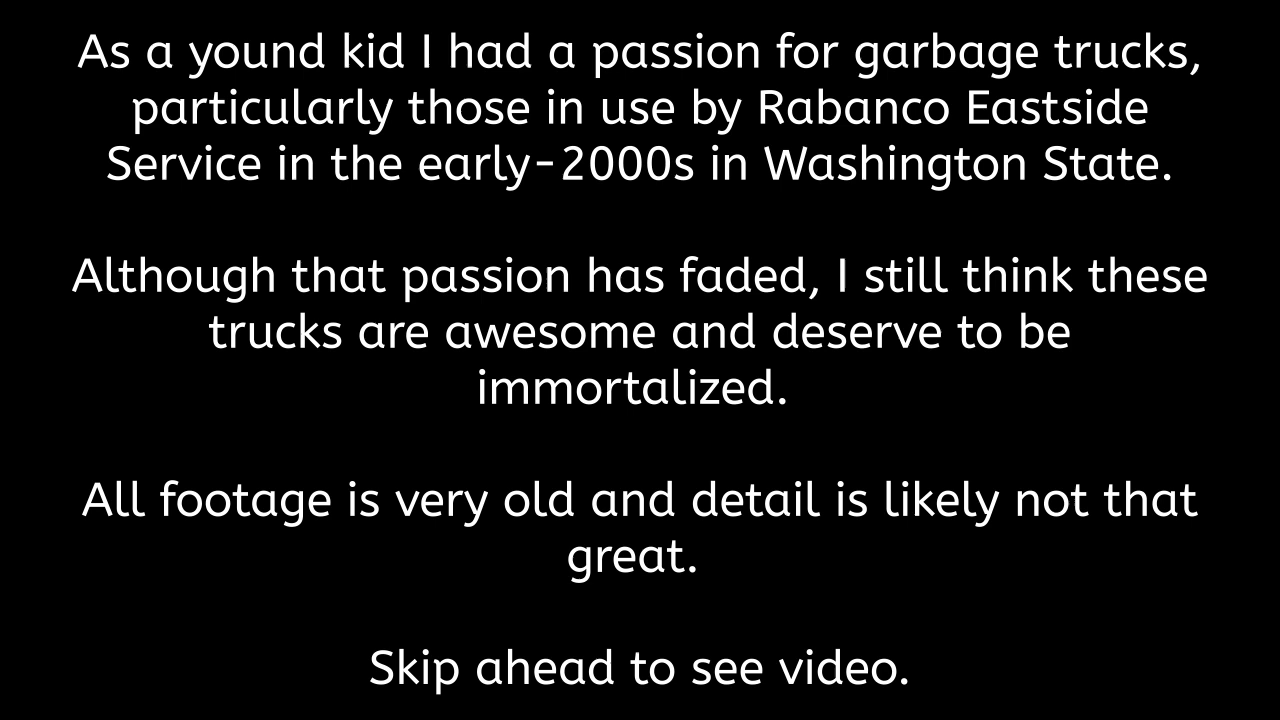 As a yound kid I had a passion for garbage trucks,
particularly those in use by Rabanco Eastside
Service in the early-2000s in Washington State.
Although that passion has faded, I still think these
trucks are awesome and deserve to be
immortalized.
All footage is very old and detail is likely not that
great.
Skip ahead to see video.